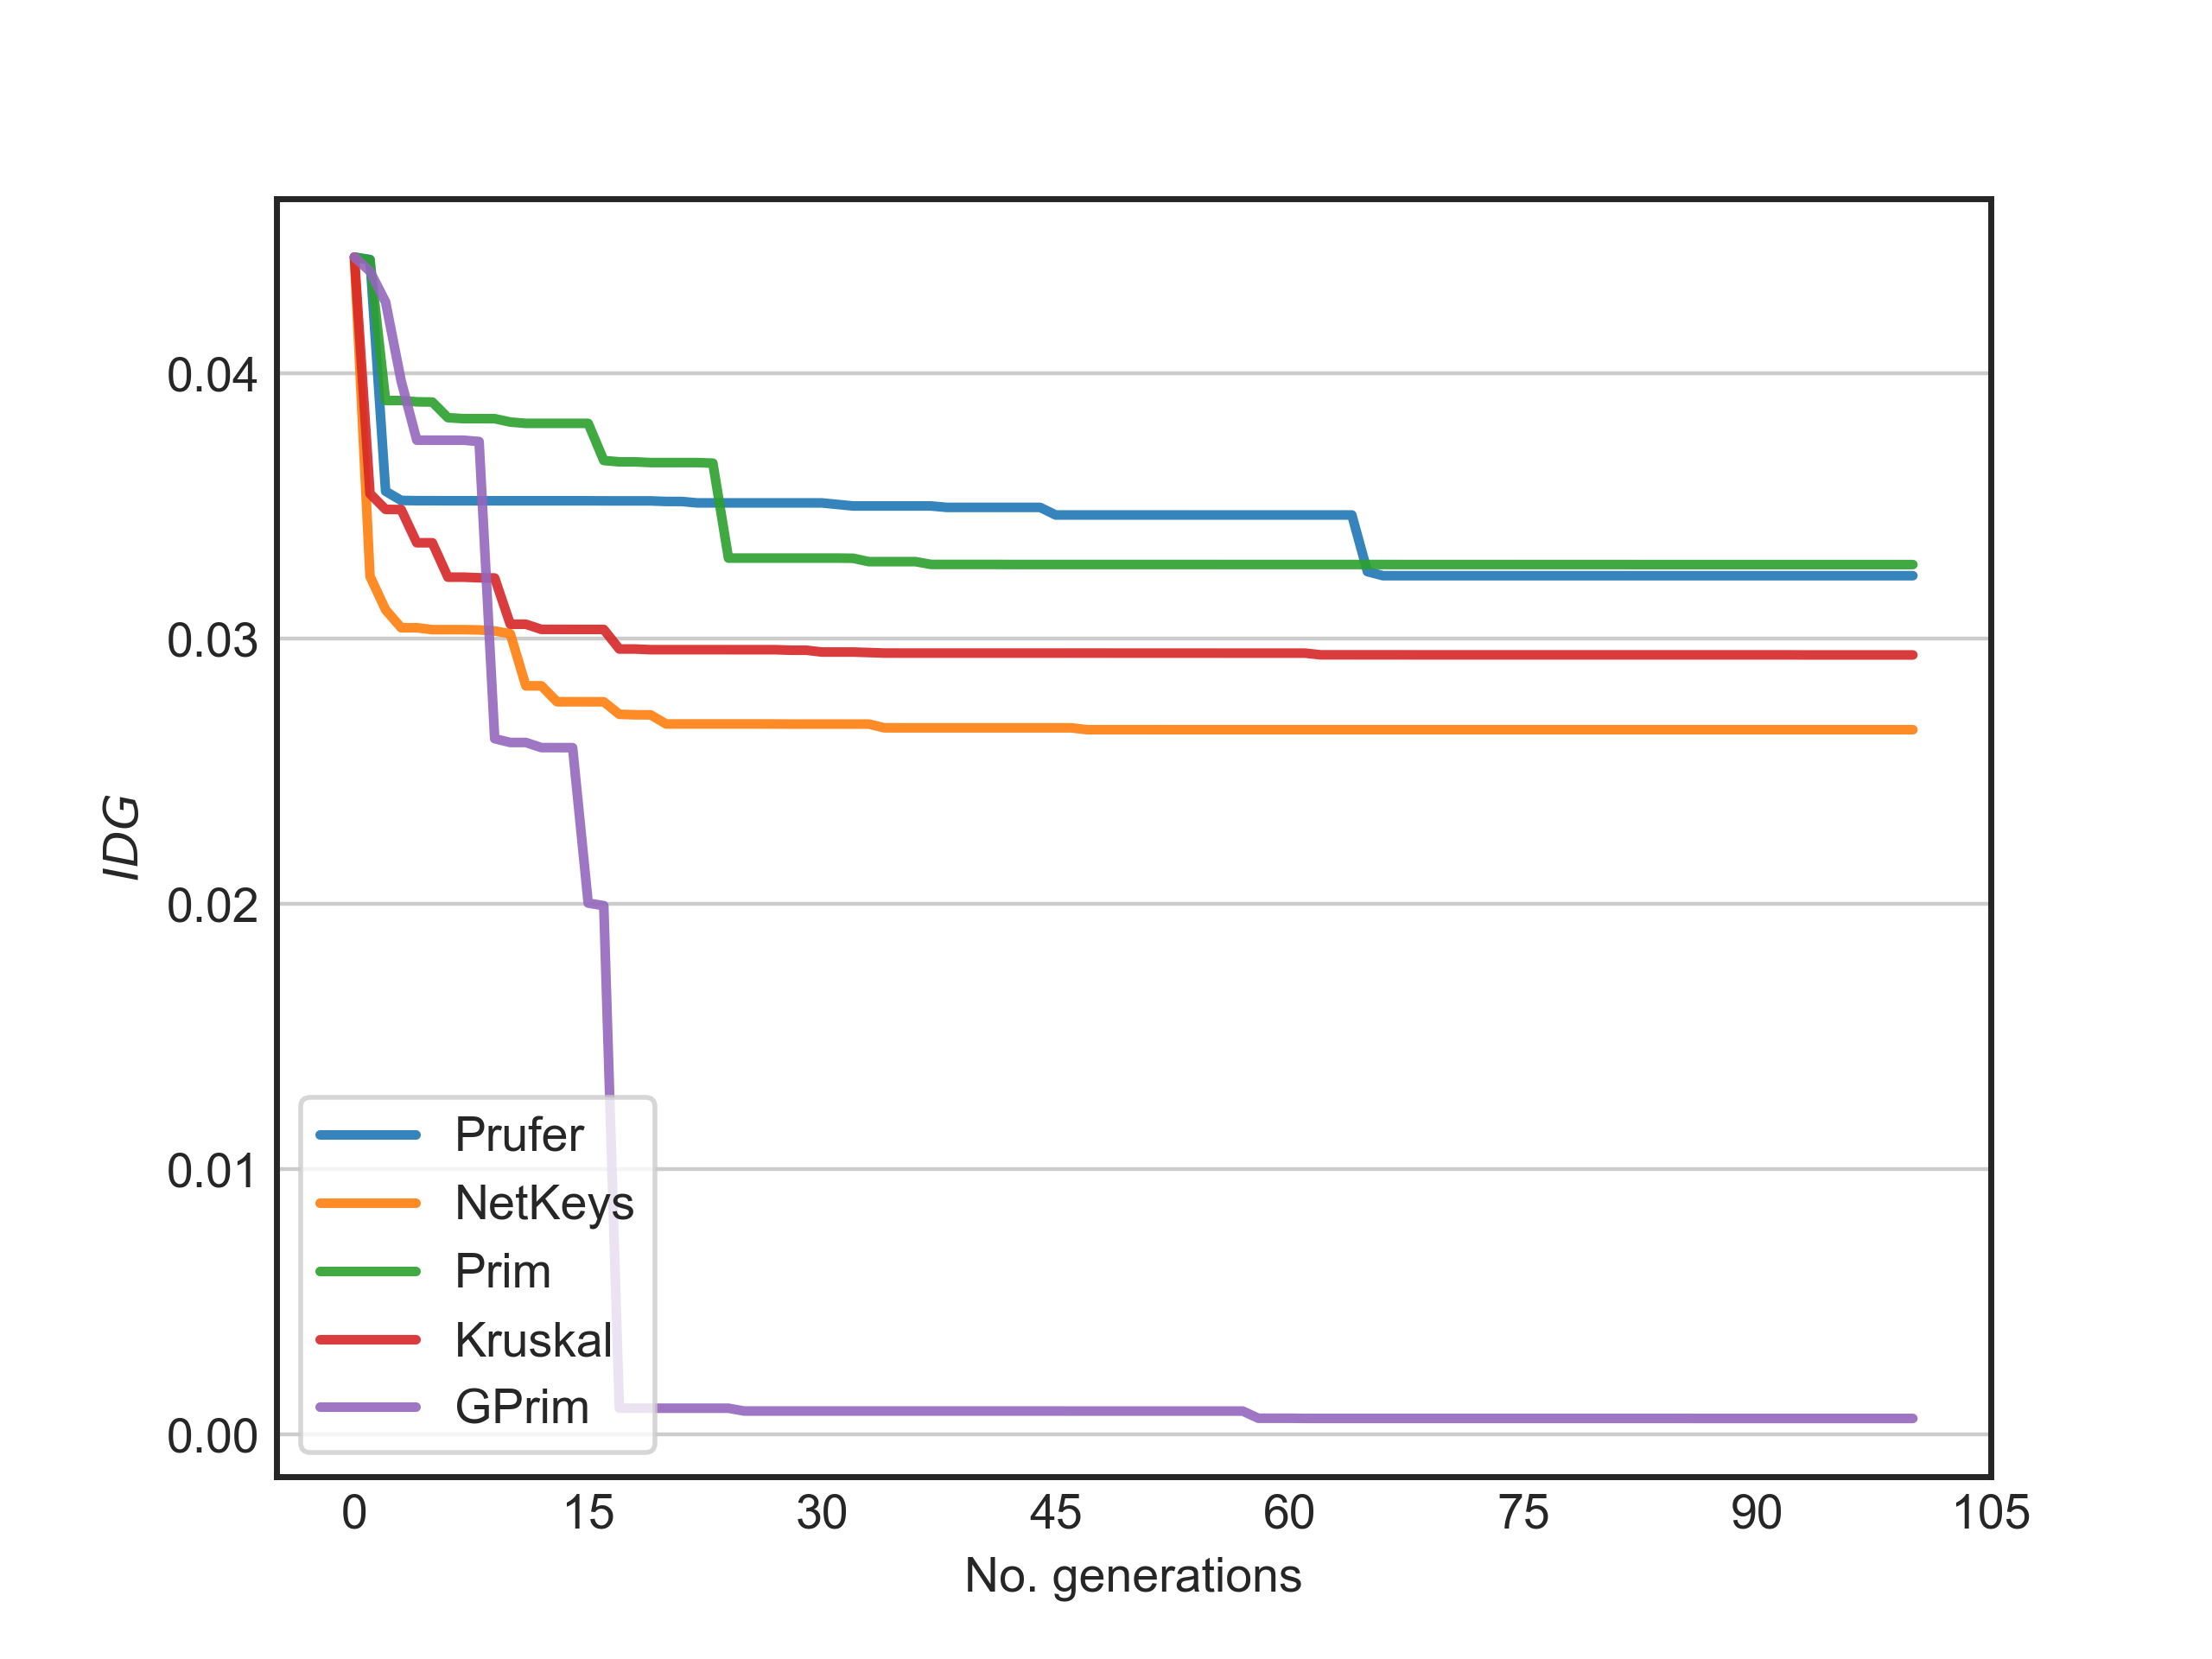 0.04
0.03
0.02
0.01
0.00
IDG
Prufer
NetKeys
Prim
Kruskal
GPrim
0 15 30 45 60 75 90 105
No. generations